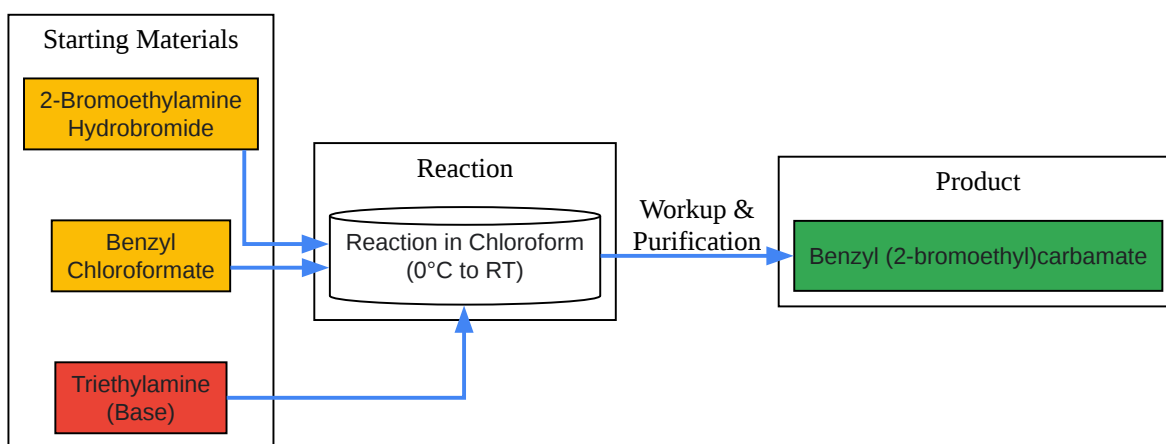 Starting Materials
2-Bromoethylamine
Hydrobromide
Benzyl
Chloroformate
Triethylamine
(Base)
Reaction
Reaction in Chloroform
(0°C to RT)
Workup &
Purification
Product
Benzyl (2-bromoethyl)carbamate